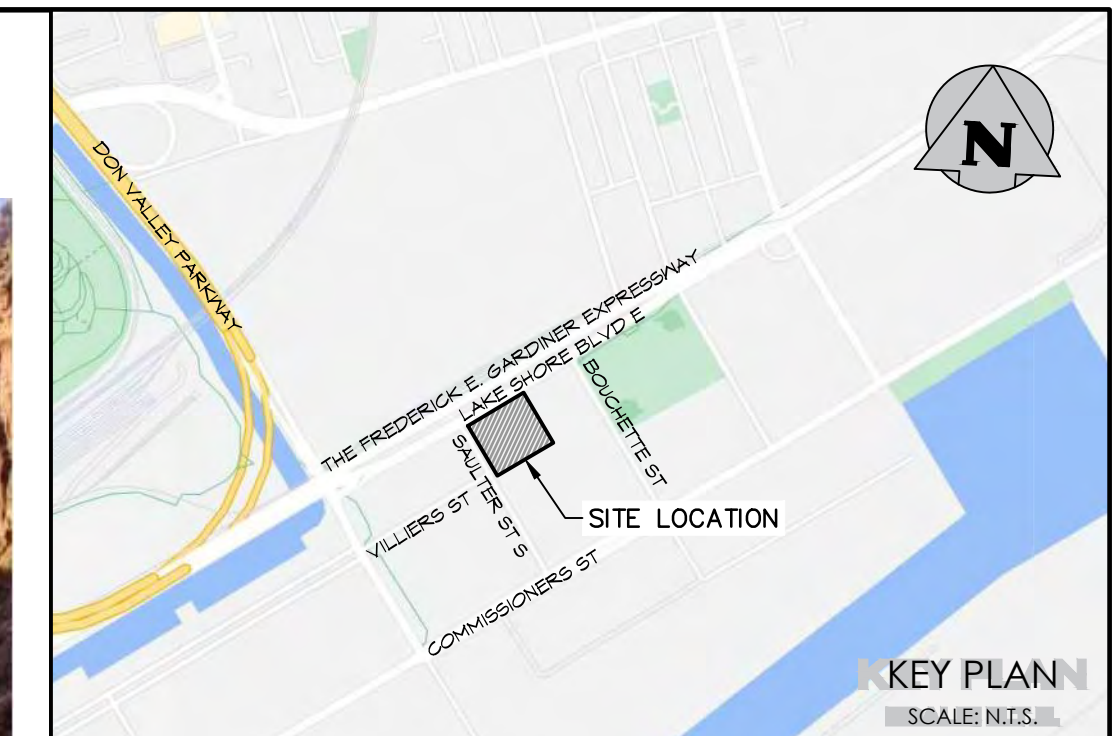 N
DON VALLEY PARKWAY
THE FREDERICK E. GARDINER EXPRESSWAY
LAKE SHORE BLVD E
BOUCHETTE ST
SAULTER ST S
VILLIERS ST
SITE LOCATION
COMMISSIONERS ST
KEY PLAN
SCALE: N.T.S.